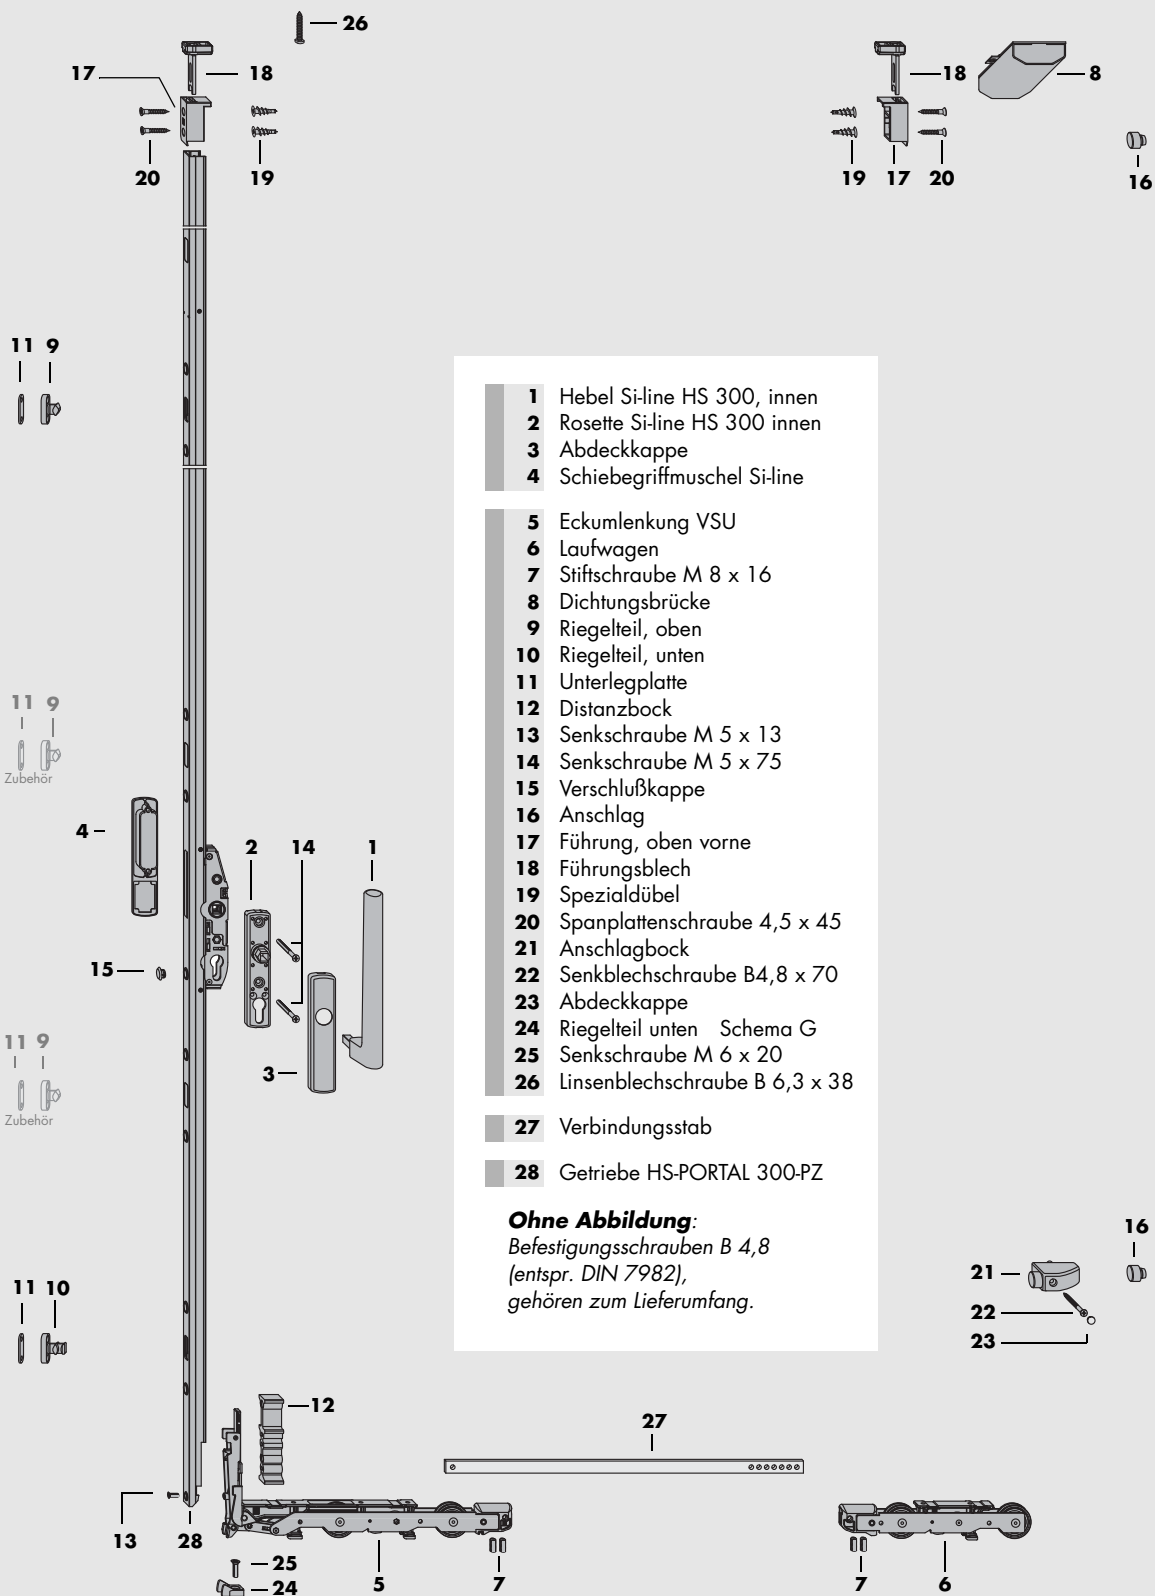 26
17
18
18
8
20
19
19
17
20
16
11 9
1 Hebel Si-line HS 300, innen
2 Rosette Si-line HS 300 innen
3 Abdeckkappe
4 Schiebegriffmuschel Si-line
5 Eckumlenkung VSU
6 Laufwagen
7 Stiftschraube M 8 x 16
8 Dichtungsbrücke
9 Riegelteil, oben
10 Riegelteil, unten
11 Unterlegplatte
12 Distanzbock
13 Senkschraube M 5 x 13
14 Senkschraube M 5 x 75
15 Verschlußkappe
16 Anschlag
17 Führung, oben vorne
18 Führungsblech
19 Spezialdübel
20 Spanplattenschraube 4,5 x 45
21 Anschlagbock
22 Senkblechschraube B4,8 x 70
23 Abdeckkappe
24 Riegelteil unten Schema G
25 Senkschraube M 6 x 20
26 Linsenblechschraube B 6,3 x 38
27 Verbindungsstab
28 Getriebe HS-PORTAL 300-PZ
Ohne Abbildung:
Befestigungsschrauben B 4,8
(entspr. DIN 7982),
gehören zum Lieferumfang.
11 9
Zubehör
4
2
14
1
15
11 9
Zubehör
3
16
21
22
23
11 10
12
27
13
28
25
24
5
7
7
6